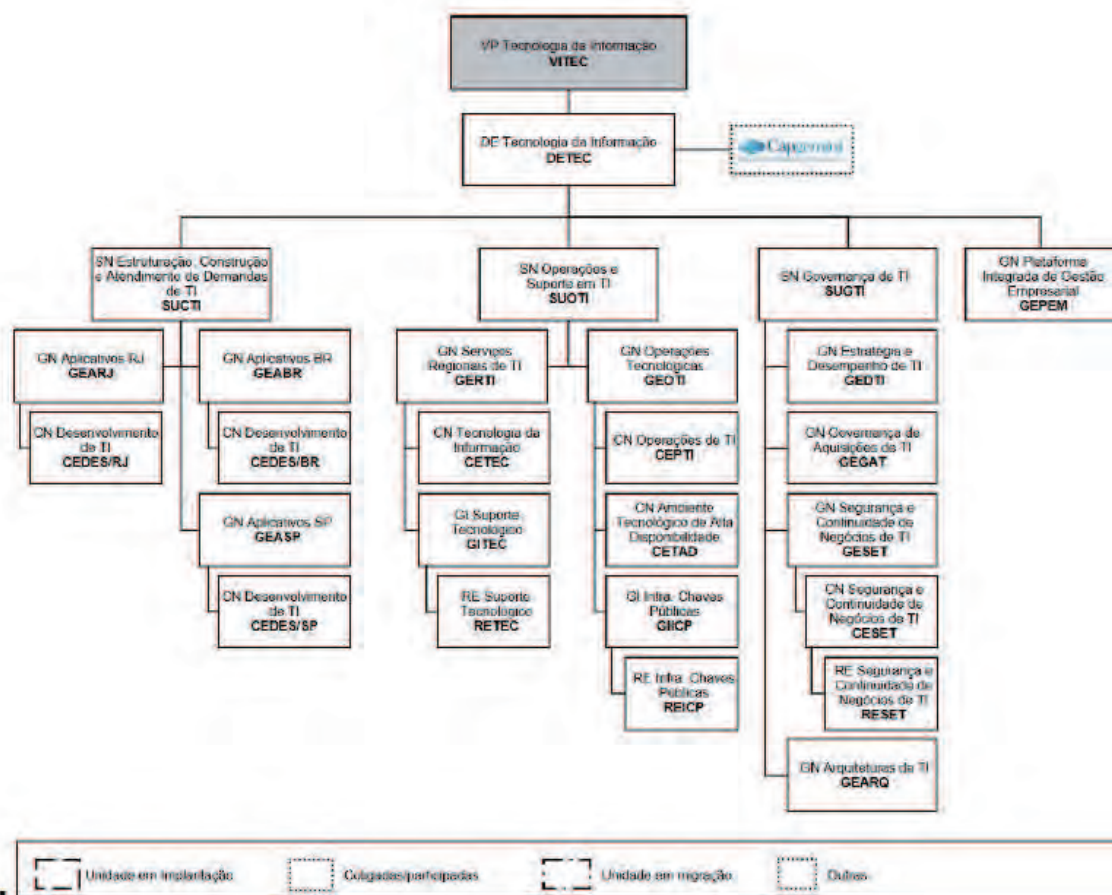 VP Tecnologia da Informação
VITEC
DE Tecnologia da Informação
DETEC
Capgemini
SN Estruturação, Construção
e Atendimento de Demandas
de TI
SUCTI
SN Operações e
Suporte em TI
SUOTI
SN Governança de TI
SUGTI
GN Plataforma
Integrada de Gestão
Empresarial
GEPEM
GN Aplicativos RJ
GEARJ
CN Desenvolvimento
de TI
CEDES/RJ
GN Aplicativos BR
GEABR
CN Desenvolvimento
de TI
CEDES/BR
GN Aplicativos SP
GEASP
CN Desenvolvimento
de TI
CEDES/SP
GN Serviços
Regionais de TI
GERTI
CN Tecnologia da
Informação
CETEC
GI Suporte
Tecnológico
GITEC
RE Suporte
Tecnológico
RETEC
GN Operações
Tecnológicas
GEOTI
CN Operações de TI
CEPTI
CN Ambiente
Tecnológico de Alta
Disponibilidade
CETAD
GI Infra. Chaves
Públicas
GIICP
RE Infra. Chaves
Públicas
REICP
GN Estratégia e
Desempenho de TI
GEDTI
GN Governança de
Aquisições de TI
GEGAT
GN Segurança e
Continuidade de
Negócios de TI
GESET
CN Segurança e
Continuidade de
Negócios de TI
CESET
RE Segurança e
Continuidade de
Negócios de TI
RESET
GN Arquiteturas de TI
GEARQ
Unidade em Implantação
Coligadas/participadas
Unidade em migração
Outras